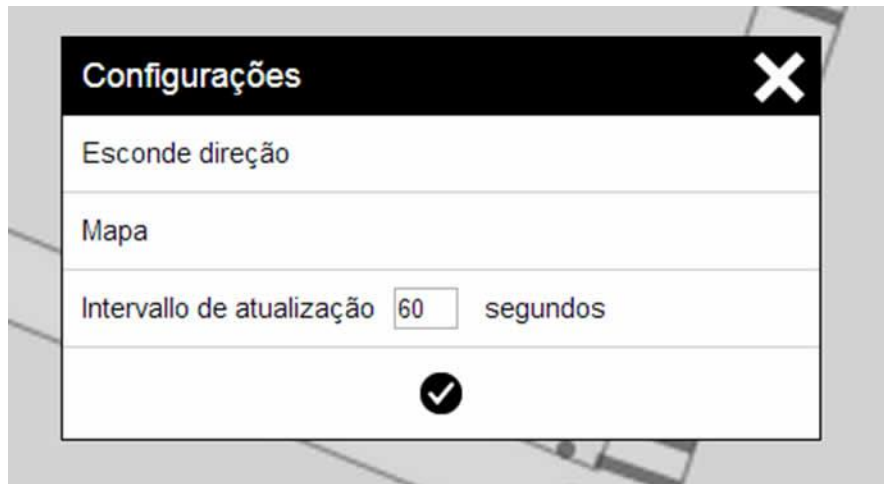 Configurações
Esconde direção
Mapa
Intervallo de atualização 60 segundos